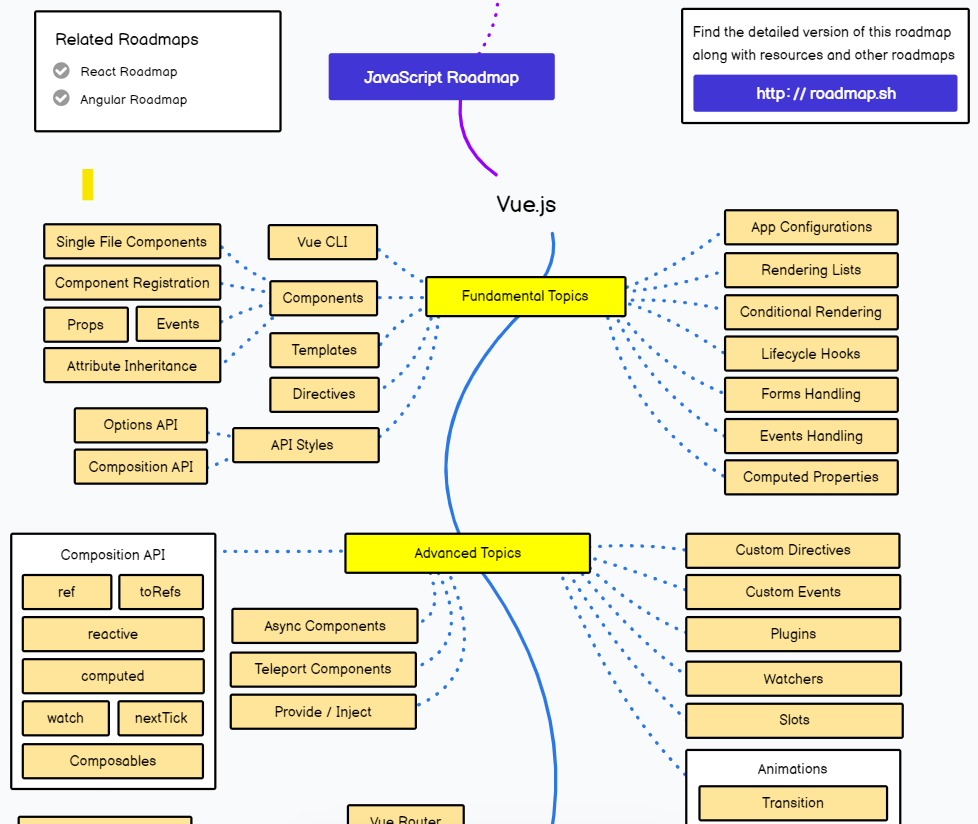 Related Roadmaps
React Roadmap
Angular Roadmap
JavaScript Roadmap
Find the detailed version of this roadmap
along with resources and other roadmaps
http://roadmap.sh
Vue.js
Fundamental Topics
Vue CLI
Components
Single File Components
Component Registration
Props
Events
Attribute Inheritance
Templates
Directives
API Styles
Options API
Composition API
App Configurations
Rendering Lists
Conditional Rendering
Lifecycle Hooks
Forms Handling
Events Handling
Computed Properties
Advanced Topics
Composition API
ref
toRefs
reactive
computed
watch
nextTick
Composables
Async Components
Teleport Components
Provide / Inject
Custom Directives
Custom Events
Plugins
Watchers
Slots
Animations
Transition
Vue Router